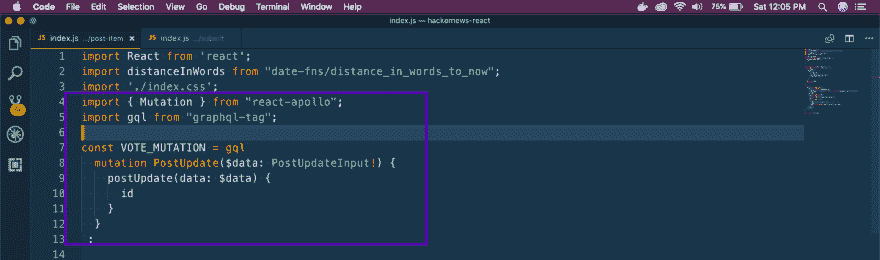 Code File Edit Selection View Go Debug Terminal Window Help 75% Sat 12:05 PM
index.js — hackornews-react
JS index.js .../post-item × JS index.js .../submit
1 import React from 'react';
2 import distanceInWords from "date-fns/distance_in_words_to_now";
3 import './index.css';
4 import { Mutation } from "react-apollo";
5 import gql from "graphql-tag";
6
7 const VOTE_MUTATION = gql
8 mutation PostUpdate($data: PostUpdateInput!) {
9 postUpdate(data: $data) {
10 id
11 }
12 }
13 ;
14